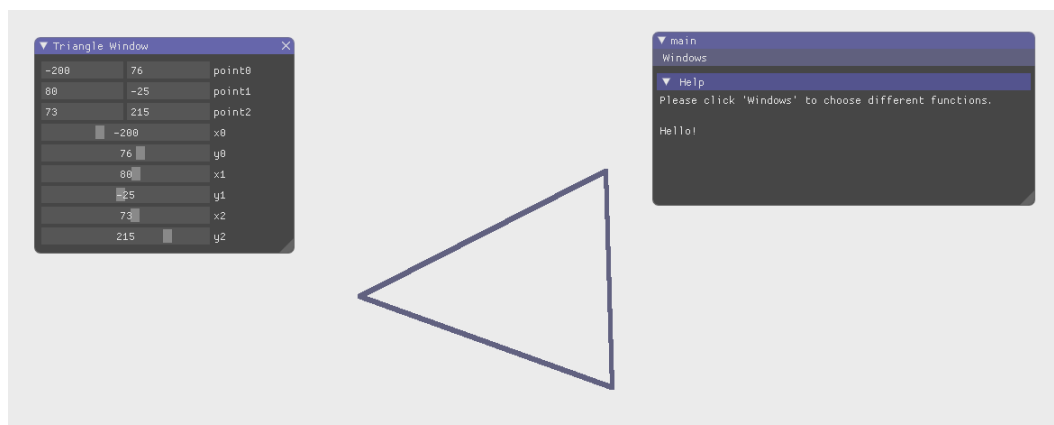 Triangle Window
-200 76 point0
80 -25 point1
73 215 point2
-200 x0
76 y0
80 x1
-25 y1
73 x2
215 y2
main
Windows
Help
Please click 'Windows' to choose different functions.
Hello!